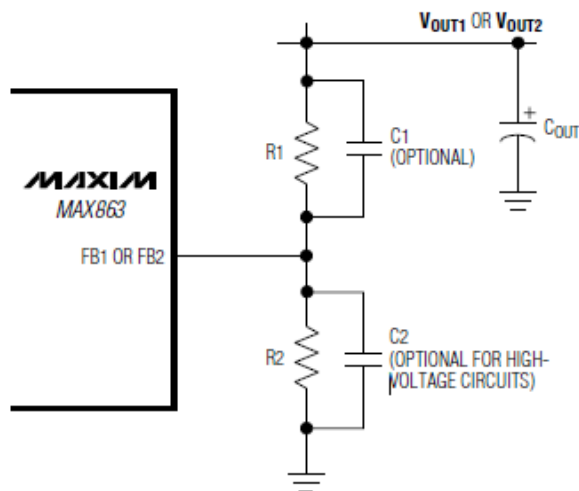 VOUT1 OR VOUT2
+
COUT
R1
C1
(OPTIONAL)
MAXIM
MAX863
FB1 OR FB2
R2
C2
(OPTIONAL FOR HIGH-
VOLTAGE CIRCUITS)